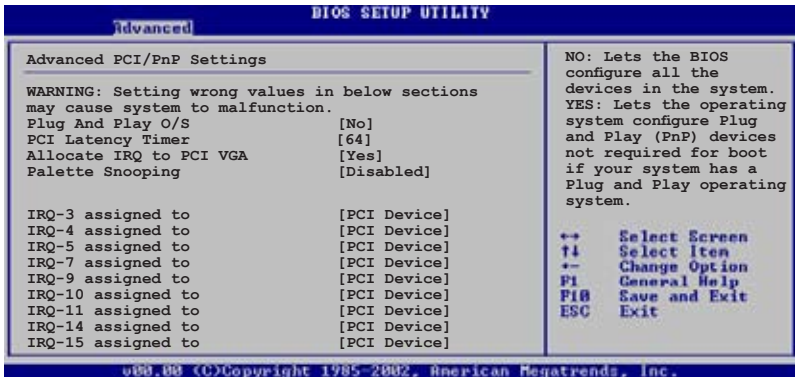 BIOS SETUP UTILITY
Advanced
Advanced PCI/PnP Settings
WARNING: Setting wrong values in below sections
may cause system to malfunction.
Plug And Play O/S [No]
PCI Latency Timer [64]
Allocate IRQ to PCI VGA [Yes]
Palette Snooping [Disabled]
IRQ-3 assigned to [PCI Device]
IRQ-4 assigned to [PCI Device]
IRQ-5 assigned to [PCI Device]
IRQ-7 assigned to [PCI Device]
IRQ-9 assigned to [PCI Device]
IRQ-10 assigned to [PCI Device]
IRQ-11 assigned to [PCI Device]
IRQ-14 assigned to [PCI Device]
IRQ-15 assigned to [PCI Device]
NO: Lets the BIOS
configure all the
devices in the system.
YES: Lets the operating
system configure Plug
and Play (PnP) devices
not required for boot
if your system has a
Plug and Play operating
system.
←→ Select Screen
↑↓ Select Item
+- Change Option
F1 General Help
F10 Save and Exit
ESC Exit
v00.00 (C)Copyright 1985-2002, American Megatrends, Inc.